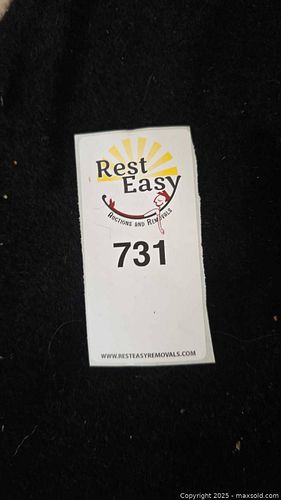 Rest
Easy
AUCTIONS AND REMOVALS
731
WWW.RESTEASYREMOVALS.COM
Copyright © 2025 - maxsold.com